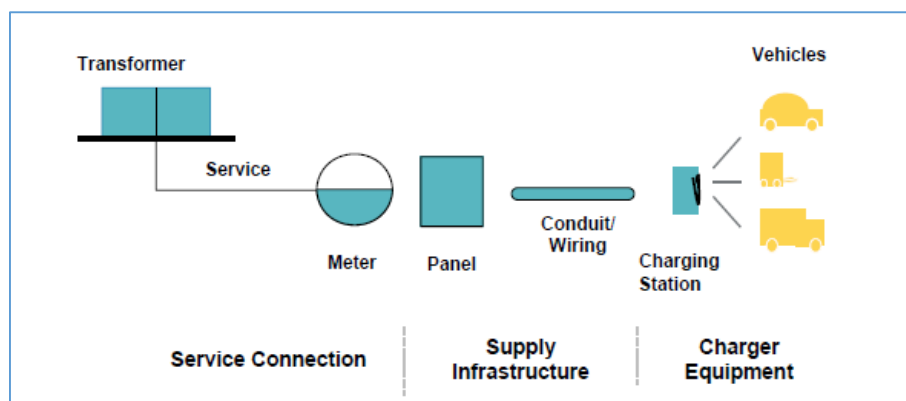 Transformer
Vehicles
Service
Meter
Panel
Conduit/
Wiring
Charging
Station
Service Connection
Supply
Infrastructure
Charger
Equipment